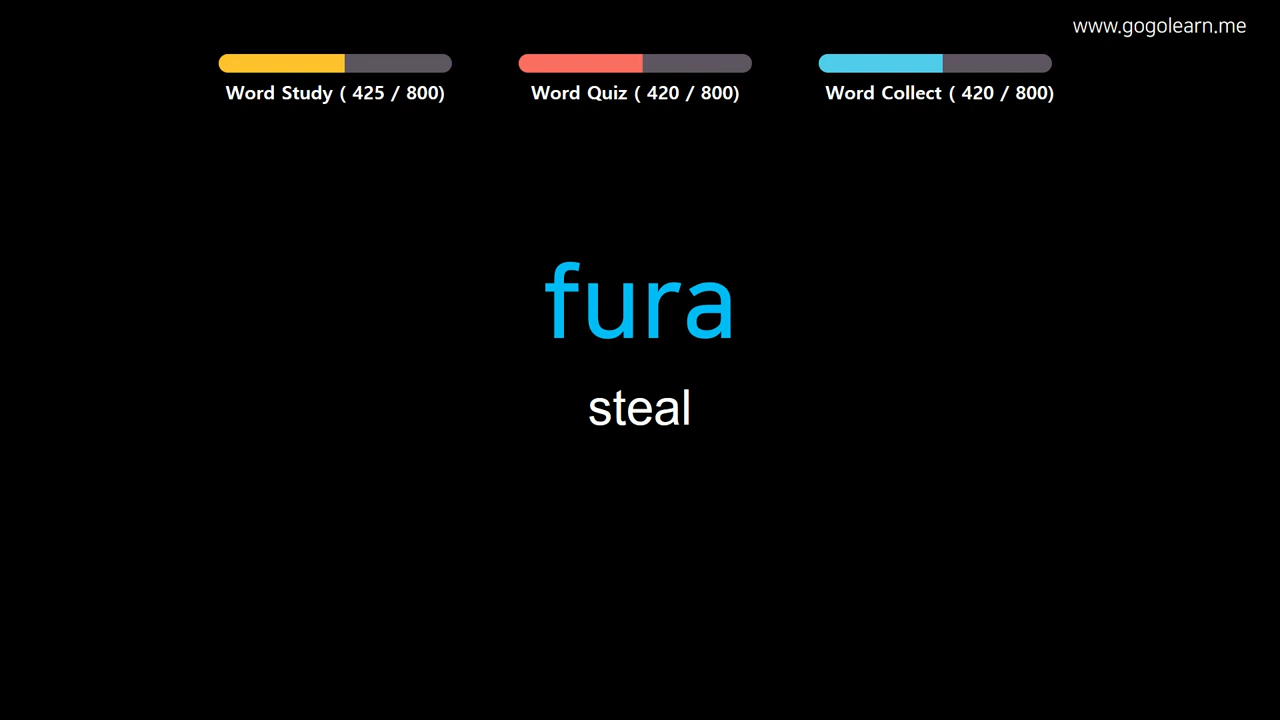 www.gogolearn.me
Word Study ( 425 / 800)
Word Quiz ( 420 / 800)
Word Collect ( 420 / 800)
fura
steal